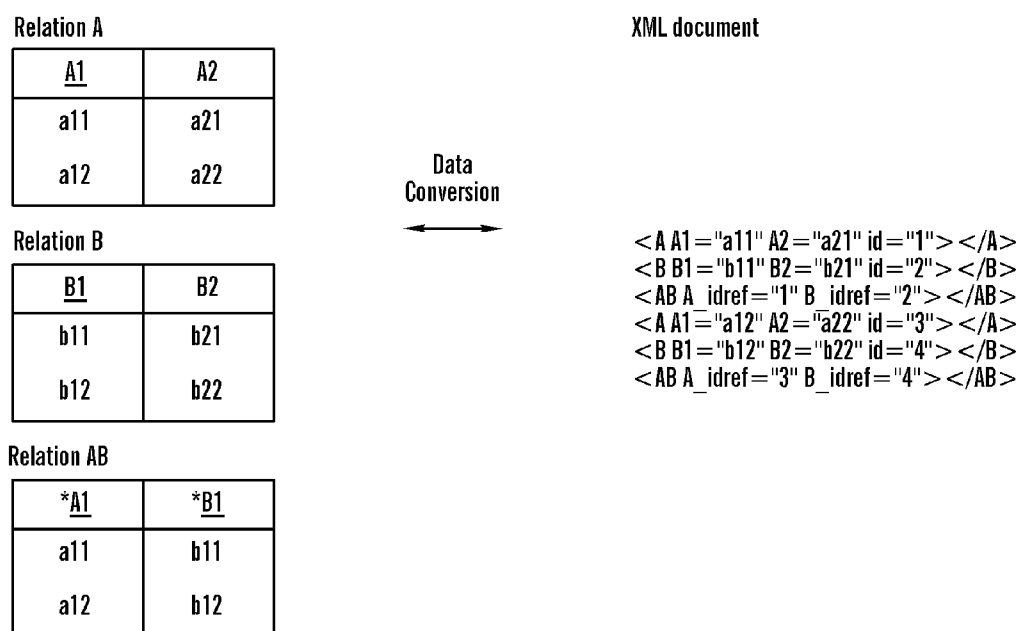 Relation A
A1 A2
a11 a21
a12 a22
Relation B
B1 B2
b11 b21
b12 b22
Relation AB
*A1 *B1
a11 b11
a12 b12
Data
Conversion
XML document
<A A1="a11" A2="a21" id="1"></A>
<B B1="b11" B2="b21" id="2"></B>
<AB A_idref="1" B_idref="2"></AB>
<A A1="a12" A2="a22" id="3"></A>
<B B1="b12" B2="b22" id="4"></B>
<AB A_idref="3" B_idref="4"></AB>